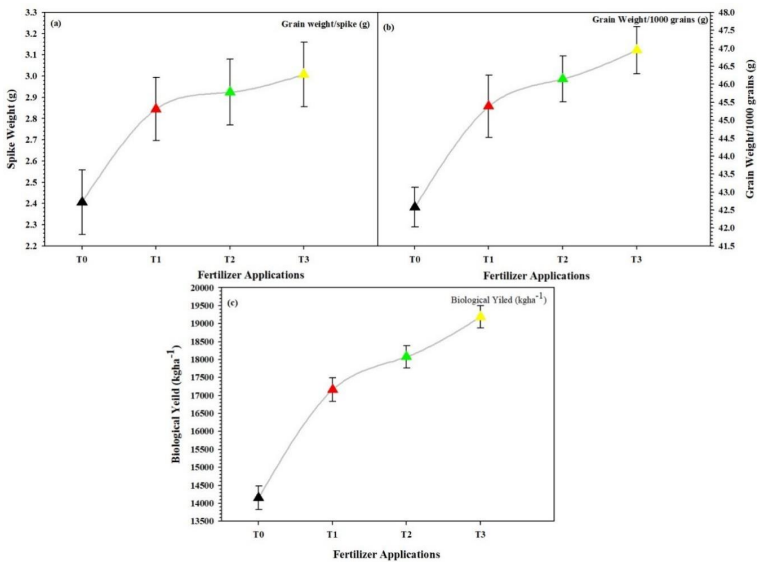 (a)
Grain weight/spike (g)
Spike Weight (g)
3.3
3.2
3.1
3.0
2.9
2.8
2.7
2.6
2.5
2.4
2.3
2.2
T0 T1 T2 T3
Fertilizer Applications
(b)
Grain Weight/1000 grains (g)
48.0
47.5
47.0
46.5
46.0
45.5
45.0
44.5
44.0
43.5
43.0
42.5
42.0
41.5
Grain Weight/1000 grains (g)
T0 T1 T2 T3
Fertilizer Applications
(c)
Biological Yiled (kgha-1)
Biological Yeild (kgha-1)
20000
19500
19000
18500
18000
17500
17000
16500
16000
15500
15000
14500
14000
13500
T0 T1 T2 T3
Fertilizer Applications